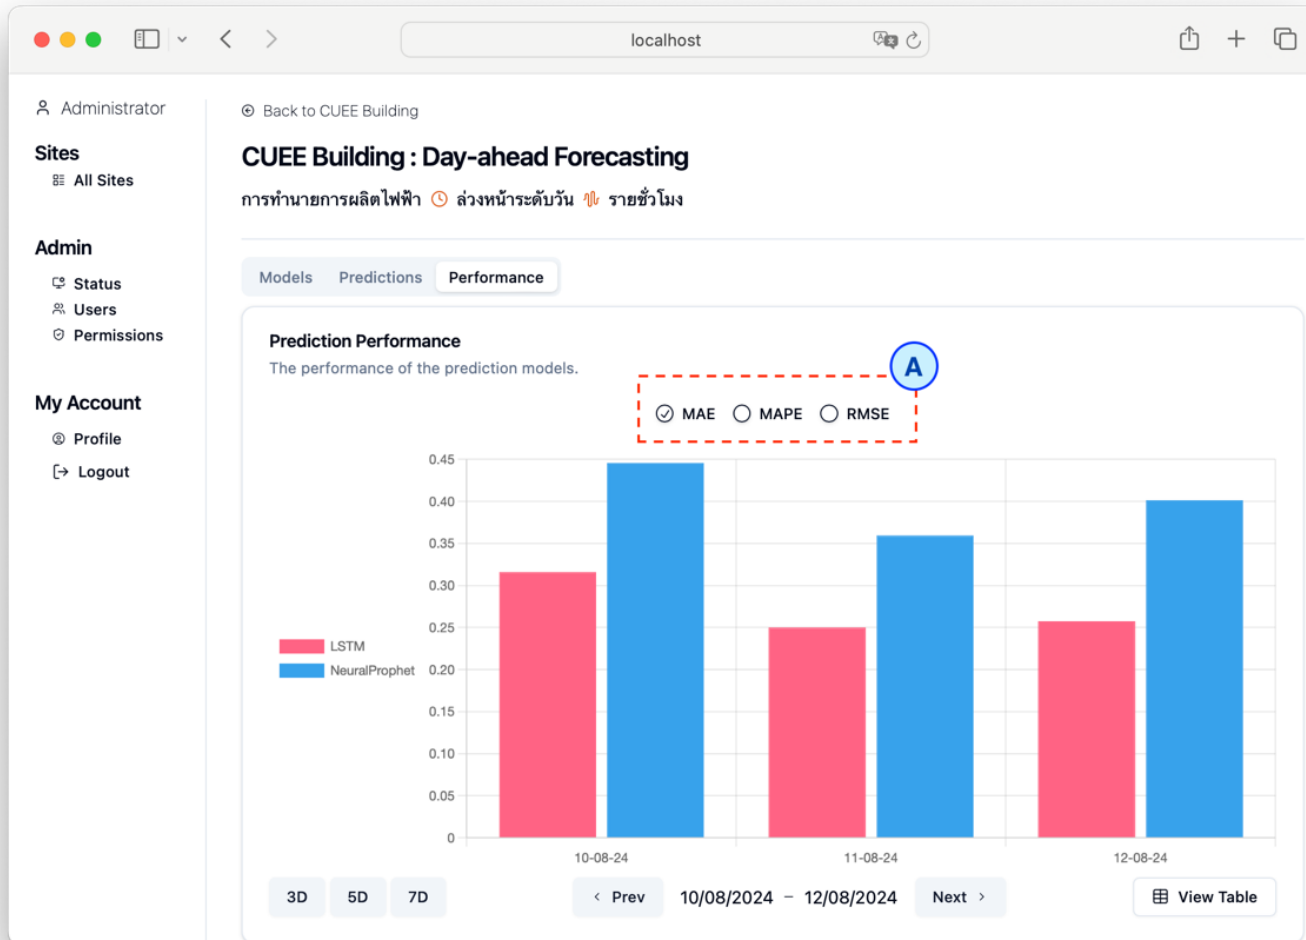 localhost
Administrator
Sites
All Sites
Admin
Status
Users
Permissions
My Account
Profile
Logout
Back to CUEE Building
CUEE Building : Day-ahead Forecasting
การทำนายการผลิตไฟฟ้า ล่วงหน้าระดับวัน รายชั่วโมง
Models Predictions Performance
Prediction Performance
The performance of the prediction models.
A
MAE MAPE RMSE
LSTM
NeuralProphet
0.45
0.40
0.35
0.30
0.25
0.20
0.15
0.10
0.05
0
10-08-24 11-08-24 12-08-24
3D 5D 7D < Prev 10/08/2024 – 12/08/2024 Next > View Table